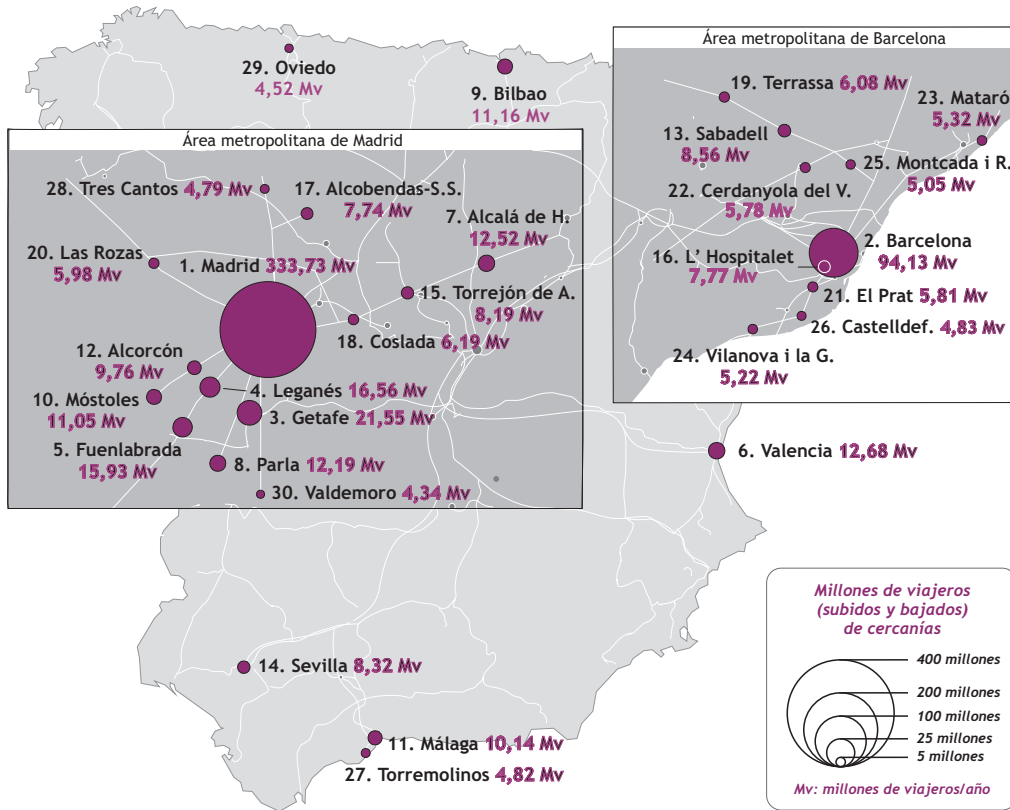 29. Oviedo
4,52 Mv
9. Bilbao
11,16 Mv
Área metropolitana de Barcelona
19. Terrassa 6,08 Mv
23. Mataró
5,32 Mv
13. Sabadell
8,56 Mv
25. Montcada i R.
5,05 Mv
22. Cerdanyola del V.
5,78 Mv
2. Barcelona
94,13 Mv
16. L' Hospitalet
7,77 Mv
21. El Prat 5,81 Mv
26. Castelldef. 4,83 Mv
24. Vilanova i la G.
5,22 Mv
Área metropolitana de Madrid
28. Tres Cantos 4,79 Mv
17. Alcobendas-S.S.
7,74 Mv
7. Alcalá de H.
12,52 Mv
20. Las Rozas
5,98 Mv
1. Madrid 333,73 Mv
15. Torrejón de A.
8,19 Mv
18. Coslada 6,19 Mv
12. Alcorcón
9,76 Mv
4. Leganés 16,56 Mv
10. Móstoles
11,05 Mv
3. Getafe 21,55 Mv
5. Fuenlabrada
15,93 Mv
8. Parla 12,19 Mv
30. Valdemoro 4,34 Mv
6. Valencia 12,68 Mv
14. Sevilla 8,32 Mv
11. Málaga 10,14 Mv
27. Torremolinos 4,82 Mv
Millones de viajeros
(subidos y bajados)
de cercanías
400 millones
200 millones
100 millones
25 millones
5 millones
Mv: millones de viajeros/año